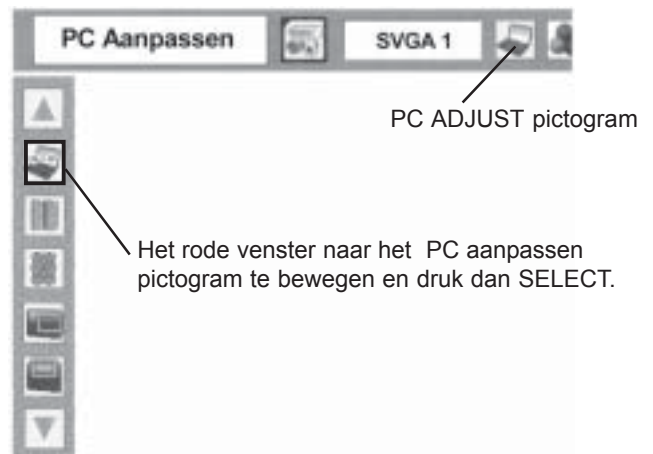 PC Aanpassen
SVGA 1
PC ADJUST pictogram
Het rode venster naar het PC aanpassen
pictogram te bewegen en druk dan SELECT.